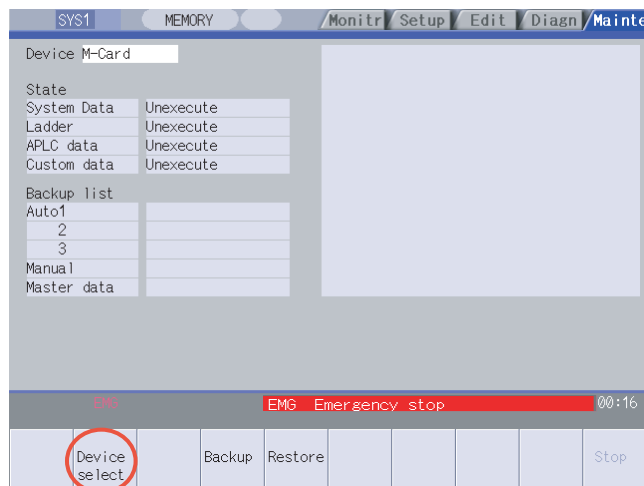 SYS1 MEMORY Monitr Setup Edit Diagn Mainte
Device M-Card
State
System Data Unexecute
Ladder Unexecute
APLC data Unexecute
Custom data Unexecute
Backup list
Auto1
2
3
Manual
Master data
EMG EMG Emergency stop 00:16
Device select Backup Restore Stop